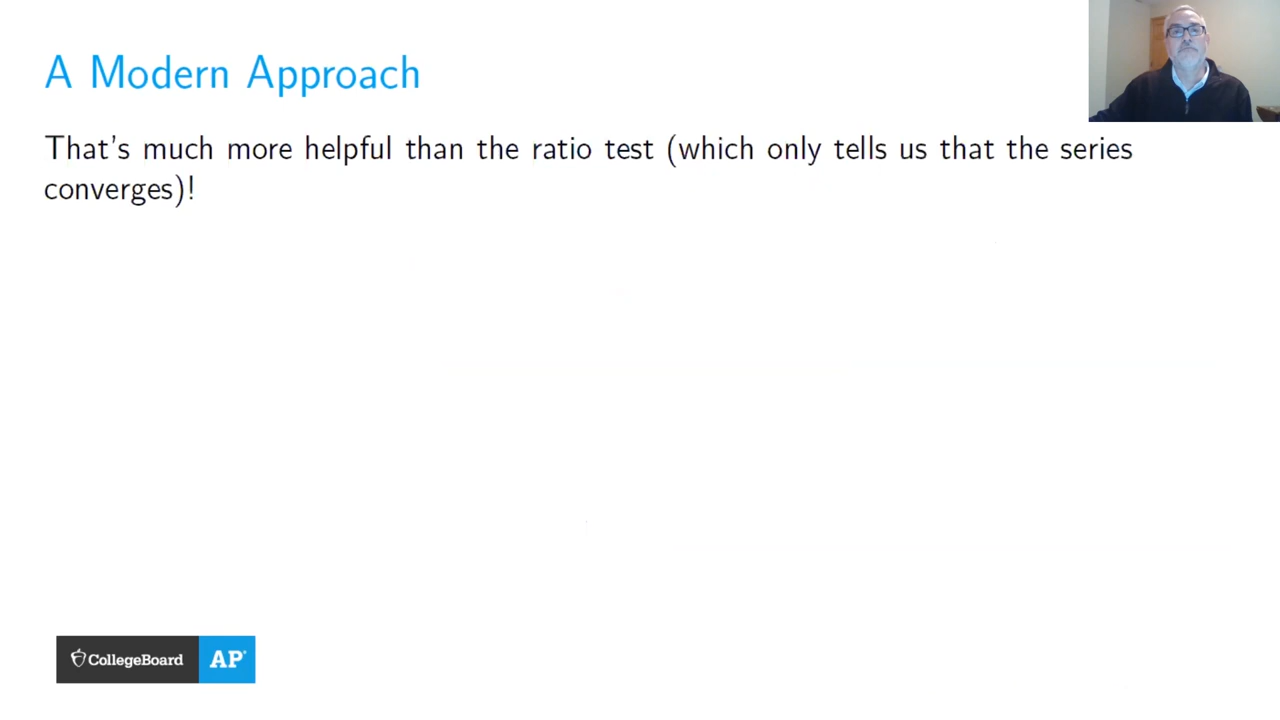 A Modern Approach
That's much more helpful than the ratio test (which only tells us that the series
converges)!
CollegeBoard AP